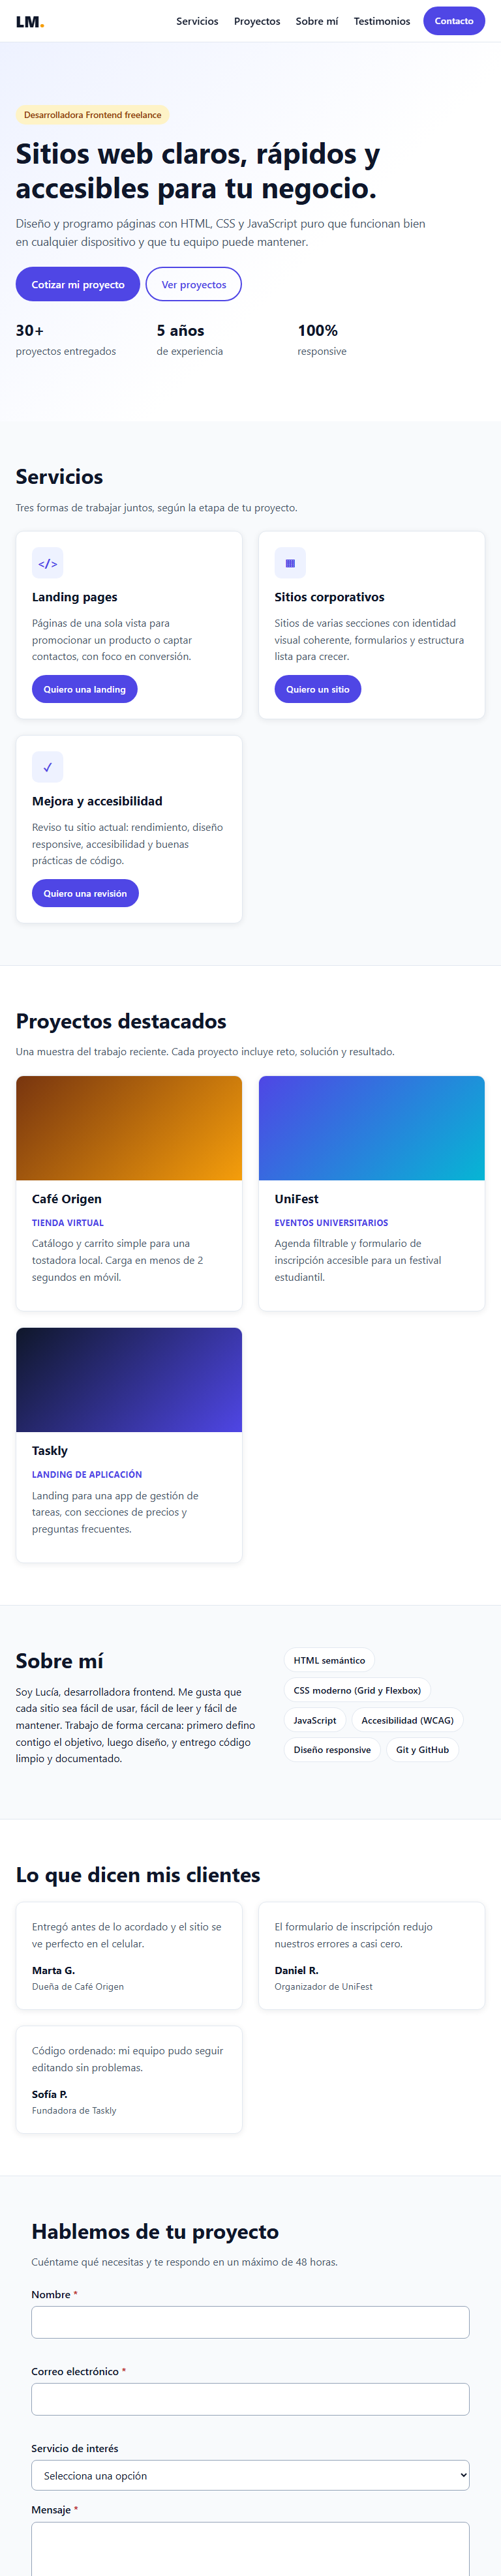 LM.
Servicios
Proyectos
Sobre mí
Testimonios
Contacto
Desarrolladora Frontend freelance
Sitios web claros, rápidos y
accesibles para tu negocio.
Diseño y programo páginas con HTML, CSS y JavaScript puro que funcionan bien
en cualquier dispositivo y que tu equipo puede mantener.
Cotizar mi proyecto
Ver proyectos
30+
proyectos entregados
5 años
de experiencia
100%
responsive
Servicios
Tres formas de trabajar juntos, según la etapa de tu proyecto.
</>
Landing pages
Páginas de una sola vista para
promocionar un producto o captar
contactos, con foco en conversión.
Quiero una landing
▦
Sitios corporativos
Sitios de varias secciones con identidad
visual coherente, formularios y estructura
lista para crecer.
Quiero un sitio
✓
Mejora y accesibilidad
Reviso tu sitio actual: rendimiento, diseño
responsive, accesibilidad y buenas
prácticas de código.
Quiero una revisión
Proyectos destacados
Una muestra del trabajo reciente. Cada proyecto incluye reto, solución y resultado.
Café Origen
TIENDA VIRTUAL
Catálogo y carrito simple para una
tostadora local. Carga en menos de 2
segundos en móvil.
UniFest
EVENTOS UNIVERSITARIOS
Agenda filtrable y formulario de
inscripción accesible para un festival
estudiantil.
Taskly
LANDING DE APLICACIÓN
Landing para una app de gestión de
tareas, con secciones de precios y
preguntas frecuentes.
Sobre mí
Soy Lucía, desarrolladora frontend. Me gusta que
cada sitio sea fácil de usar, fácil de leer y fácil de
mantener. Trabajo de forma cercana: primero defino
contigo el objetivo, luego diseño, y entrego código
limpio y documentado.
HTML semántico
CSS moderno (Grid y Flexbox)
JavaScript
Accesibilidad (WCAG)
Diseño responsive
Git y GitHub
Lo que dicen mis clientes
Entregó antes de lo acordado y el sitio se
ve perfecto en el celular.
Marta G.
Dueña de Café Origen
El formulario de inscripción redujo
nuestros errores a casi cero.
Daniel R.
Organizador de UniFest
Código ordenado: mi equipo pudo seguir
editando sin problemas.
Sofía P.
Fundadora de Taskly
Hablemos de tu proyecto
Cuéntame qué necesitas y te respondo en un máximo de 48 horas.
Nombre *
Correo electrónico *
Servicio de interés
Selecciona una opción
Mensaje *